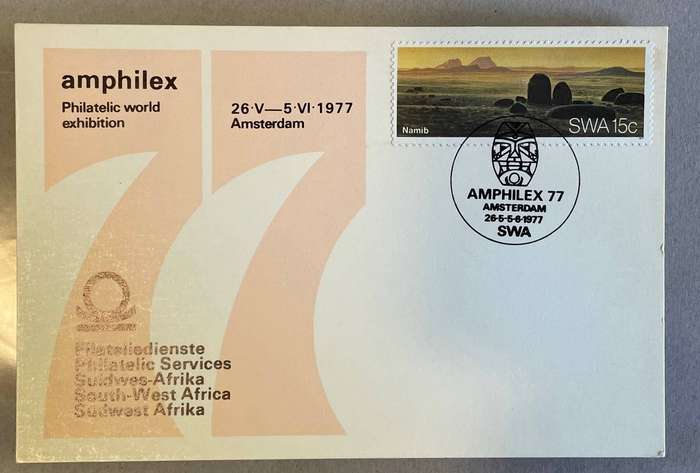 amphilex
Philatelic world
exhibition
26·V—5·VI·1977
Amsterdam
Namib
SWA 15c
AMPHILEX 77
AMSTERDAM
26-5-5-6-1977
SWA
77
Filateliedienste
Philatelic Services
Suidwes-Afrika
South-West Africa
Südwest Afrika